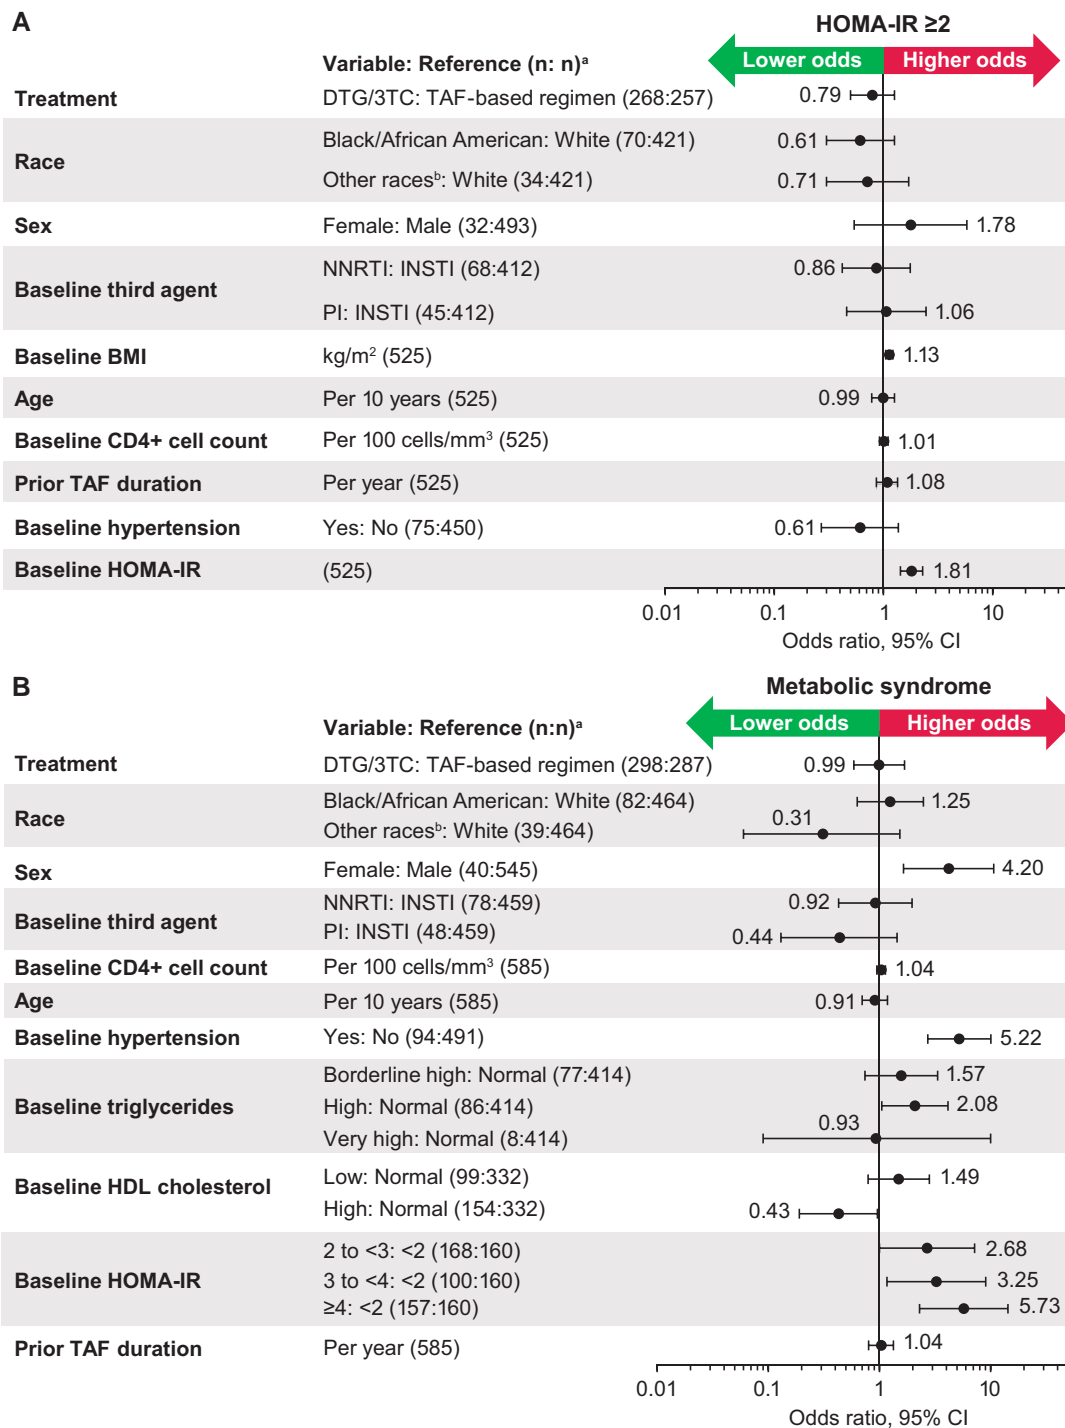 A
HOMA-IR ≥2
Lower odds Higher odds
Variable: Reference (n: n)ª
Treatment DTG/3TC: TAF-based regimen (268:257) 0.79
Race
Black/African American: White (70:421) 0.61
Other racesᵇ: White (34:421) 0.71
Sex Female: Male (32:493) 1.78
Baseline third agent
NNRTI: INSTI (68:412) 0.86
PI: INSTI (45:412) 1.06
Baseline BMI kg/m² (525) 1.13
Age Per 10 years (525) 0.99
Baseline CD4+ cell count Per 100 cells/mm³ (525) 1.01
Prior TAF duration Per year (525) 1.08
Baseline hypertension Yes: No (75:450) 0.61
Baseline HOMA-IR (525) 1.81
0.01 0.1 1 10
Odds ratio, 95% CI
B
Metabolic syndrome
Lower odds Higher odds
Variable: Reference (n:n)ª
Treatment DTG/3TC: TAF-based regimen (298:287) 0.99
Race
Black/African American: White (82:464) 1.25
Other racesᵇ: White (39:464) 0.31
Sex Female: Male (40:545) 4.20
Baseline third agent
NNRTI: INSTI (78:459) 0.92
PI: INSTI (48:459) 0.44
Baseline CD4+ cell count Per 100 cells/mm³ (585) 1.04
Age Per 10 years (585) 0.91
Baseline hypertension Yes: No (94:491) 5.22
Baseline triglycerides
Borderline high: Normal (77:414) 1.57
High: Normal (86:414) 2.08
Very high: Normal (8:414) 0.93
Baseline HDL cholesterol
Low: Normal (99:332) 1.49
High: Normal (154:332) 0.43
Baseline HOMA-IR
2 to <3: <2 (168:160) 2.68
3 to <4: <2 (100:160) 3.25
≥4: <2 (157:160) 5.73
Prior TAF duration Per year (585) 1.04
0.01 0.1 1 10
Odds ratio, 95% CI